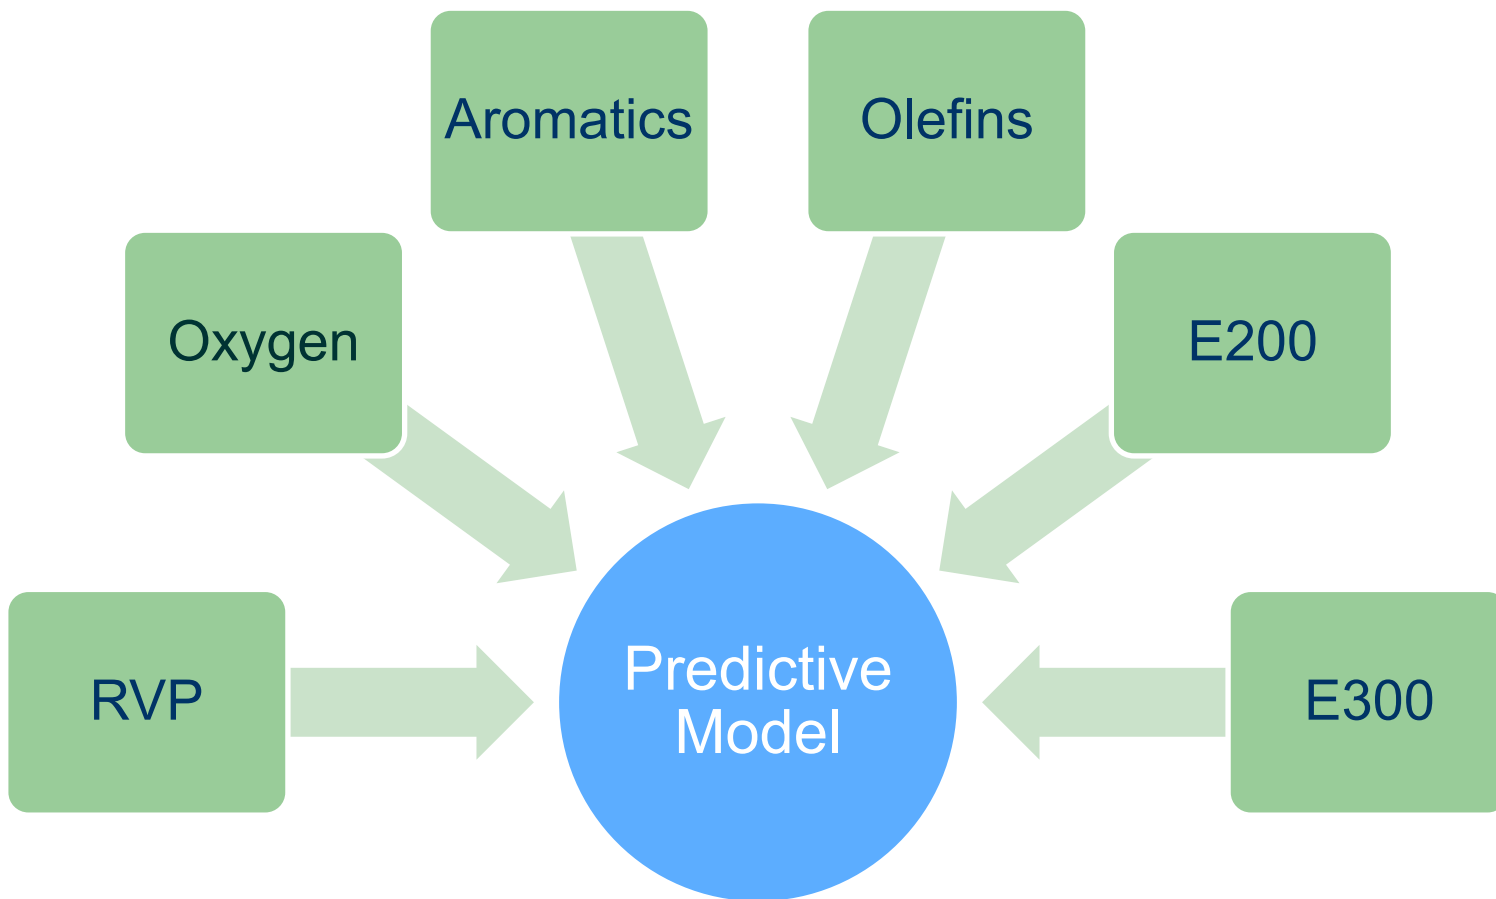 Aromatics
Olefins
Oxygen
E200
RVP
Predictive
Model
E300